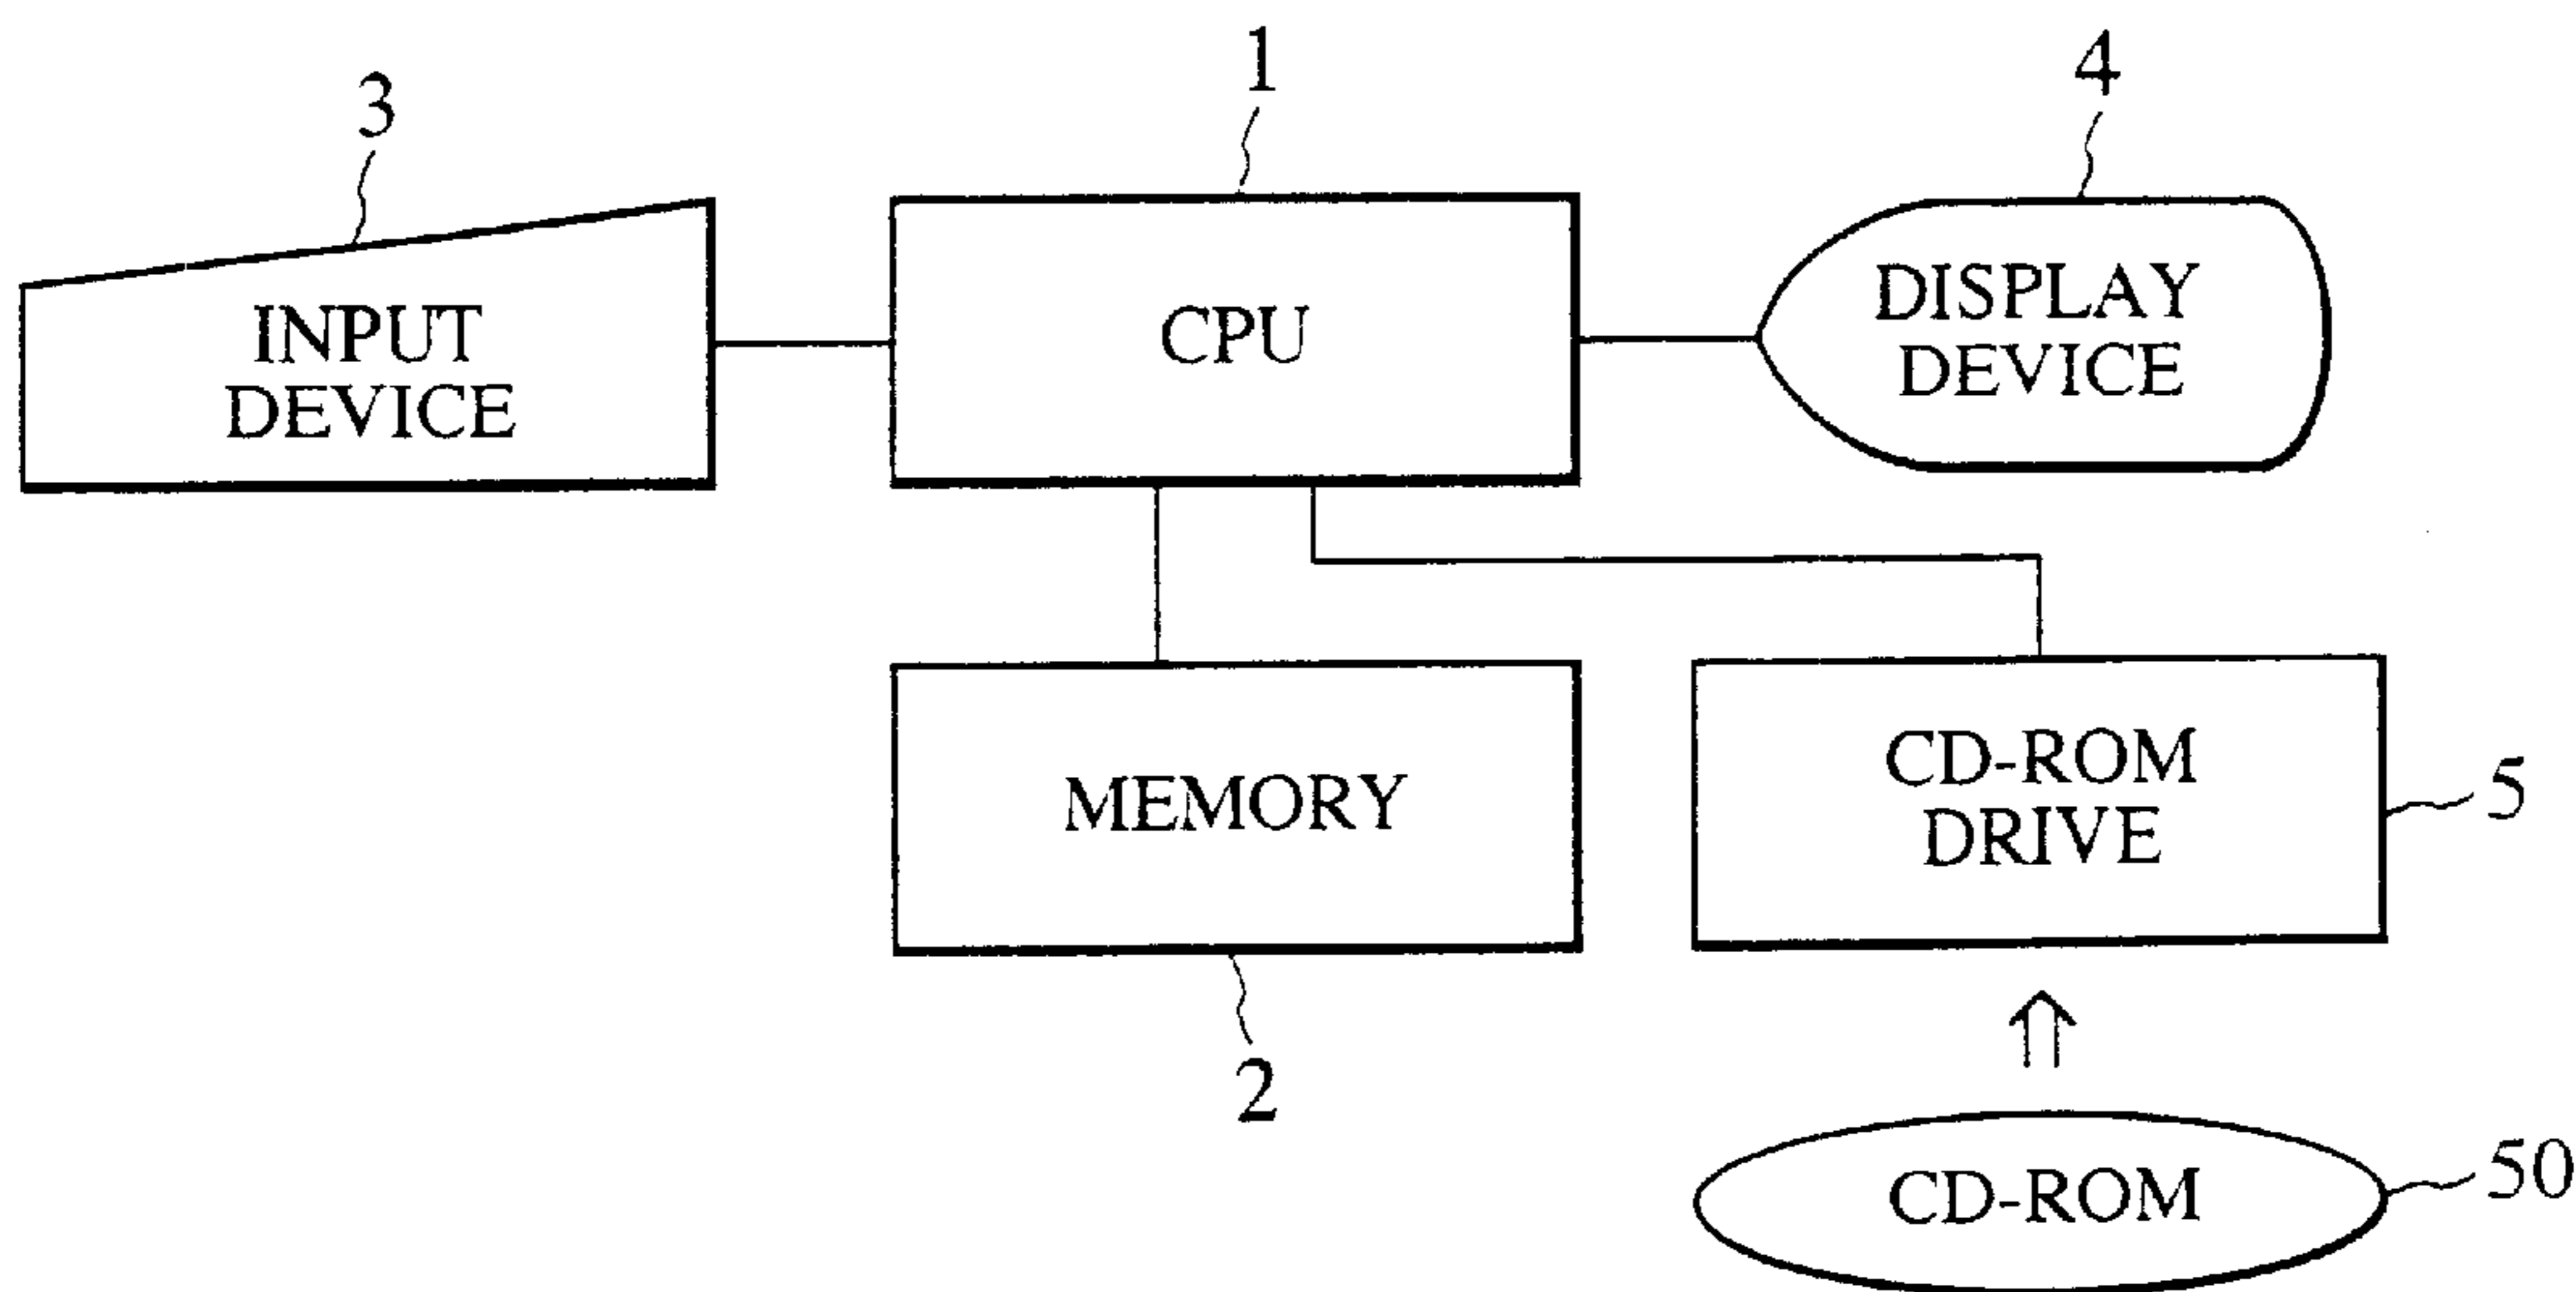 3
1
4
INPUT
DEVICE
CPU
DISPLAY
DEVICE
MEMORY
CD-ROM
DRIVE
5
2
CD-ROM
50